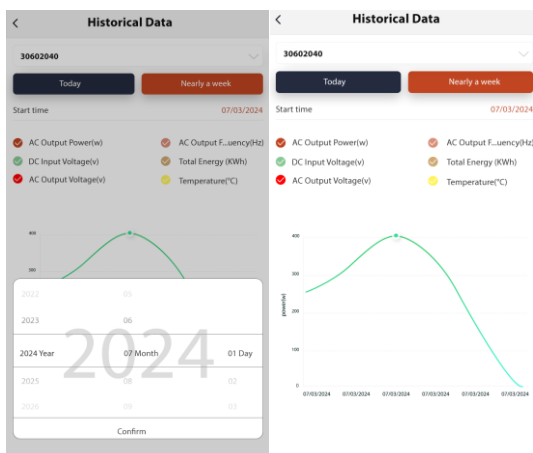 Historical Data
30602040
Today Nearly a week
Start time 07/03/2024
AC Output Power(w) AC Output F...uency(Hz)
DC Input Voltage(v) Total Energy (KWh)
AC Output Voltage(v) Temperature(°C)
400
300
2022 05
2023 06
2024
2024 Year 07 Month 01 Day
2025 08 02
2026 09 03
Confirm
Historical Data
30602040
Today Nearly a week
Start time 07/03/2024
AC Output Power(w) AC Output F...uency(Hz)
DC Input Voltage(v) Total Energy (KWh)
AC Output Voltage(v) Temperature(°C)
400
300
power(w)
200
100
0
07/03/2024 07/03/2024 07/03/2024 07/03/2024 07/03/2024 07/03/2024